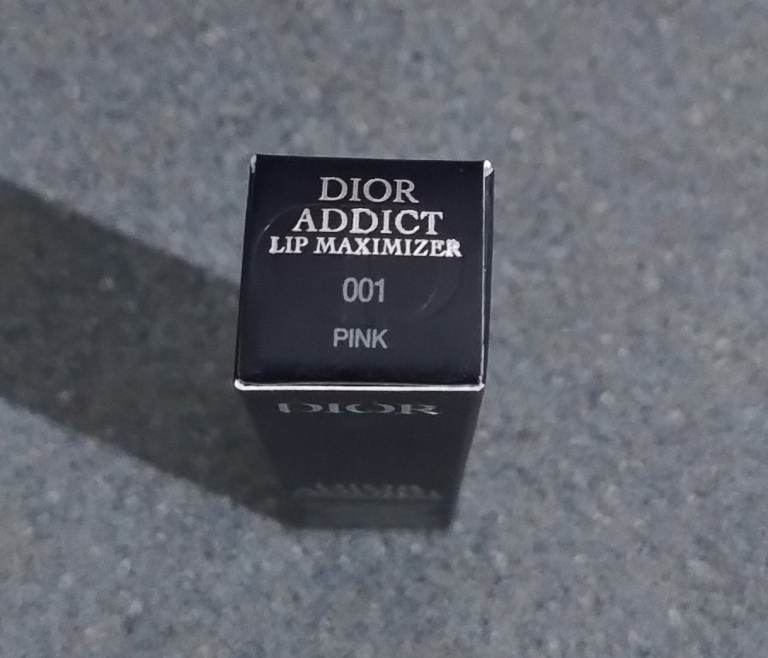 DIOR
ADDICT
LIP MAXIMIZER
001
PINK
DIOR